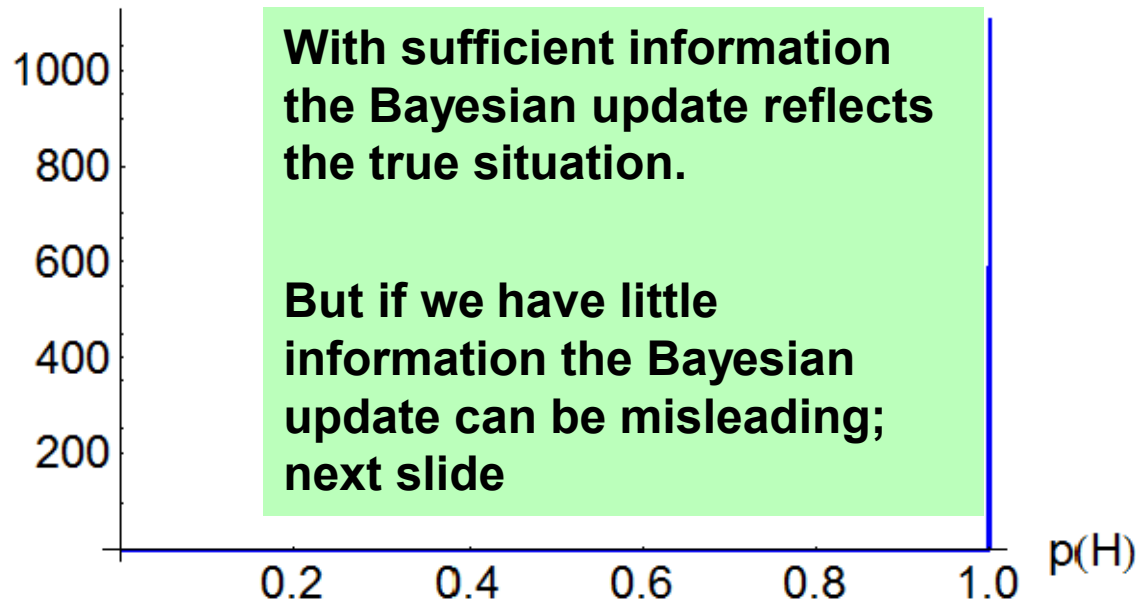 1000
800
600
400
200
With sufficient information
the Bayesian update reflects
the true situation.
But if we have little
information the Bayesian
update can be misleading;
next slide
0.2 0.4 0.6 0.8 1.0 p(H)